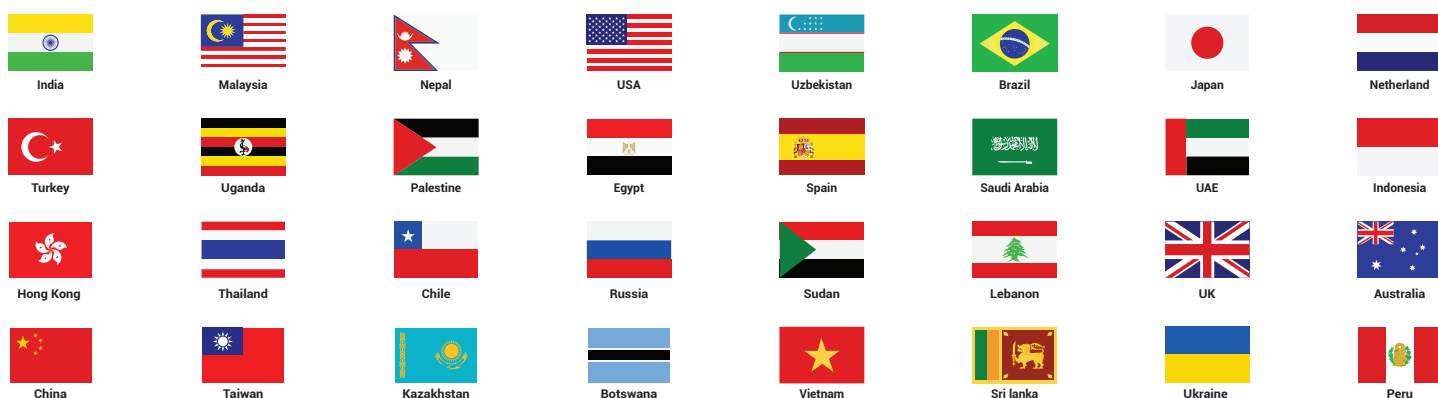 India Malaysia Nepal USA Uzbekistan Brazil Japan Netherland
Turkey Uganda Palestine Egypt Spain Saudi Arabia UAE Indonesia
Hong Kong Thailand Chile Russia Sudan Lebanon UK Australia
China Taiwan Kazakhstan Botswana Vietnam Sri lanka Ukraine Peru